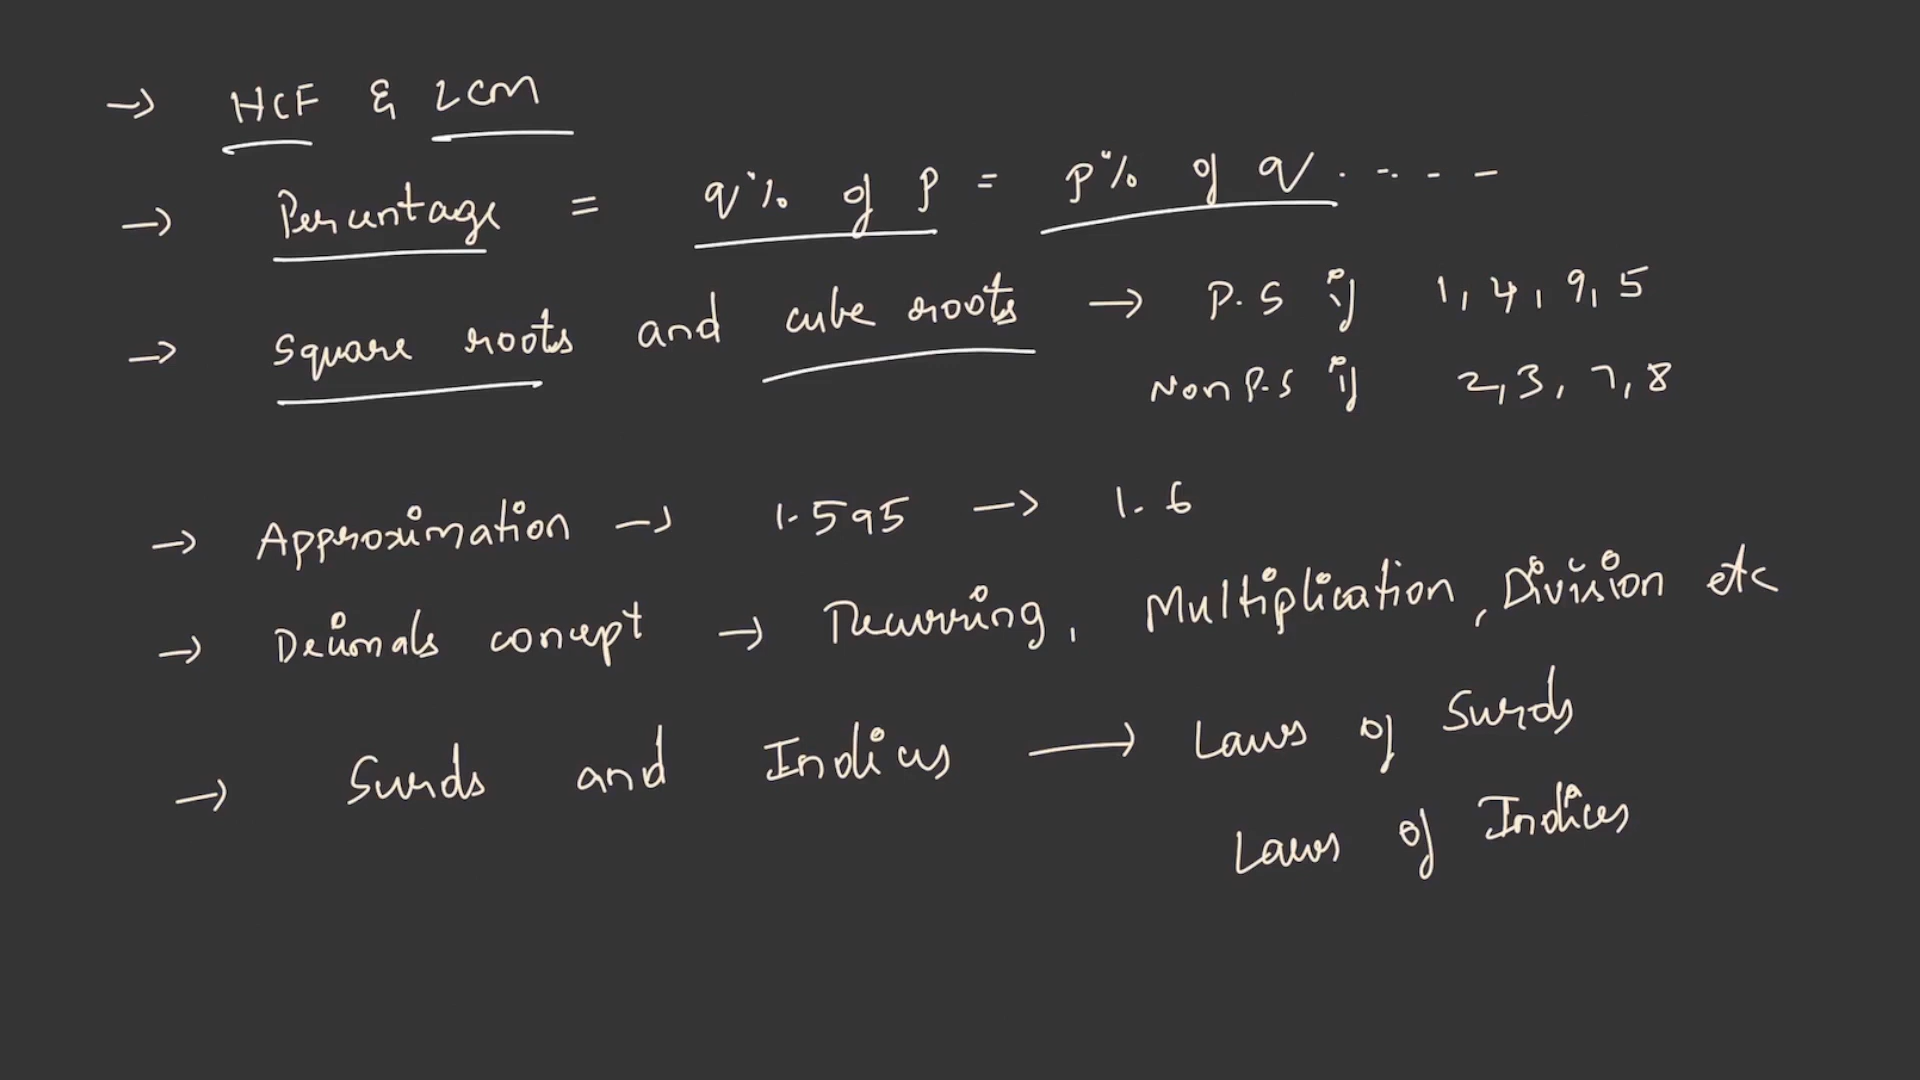 → HCF & LCM
→ Percentage = q% of p = p% of q . . . . -
→ Square roots and cube roots → P.S if 1, 4, 9, 5
Non P.S if 2, 3, 7, 8
→ Approximation → 1.595 → 1.6
→ Decimals concept → Recurring, Multiplication, Division etc
→ Surds and Indices → Laws of Surds
Laws of Indices